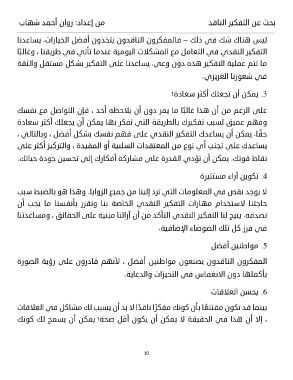 بحث عن التفكير الناقد
من إعداد: روان أحمد شهاب
ليس هناك شك في ذلك – فالمفكرون الناقدون يتخذون أفضل الخيارات. يساعدنا
التفكير النقدي في التعامل مع المشكلات اليومية عندما تأتي في طريقنا ، وغالبًا
ما تتم عملية التفكير هذه دون وعي. يساعدنا على التفكير بشكل مستقل والثقة
في شعورنا الغريزي.
3. يمكن أن تجعلك أكثر سعادة!
على الرغم من أن هذا غالبًا ما يمر دون أن يلاحظه أحد ، فإن التواصل مع نفسك
وفهم عميق لسبب تفكيرك بالطريقة التي تفكر بها يمكن أن يجعلك أكثر سعادة
حقًا. يمكن أن يساعدك التفكير النقدي على فهم نفسك بشكل أفضل ، وبالتالي ،
يساعدك على تجنب أي نوع من المعتقدات السلبية أو المقيدة ، والتركيز أكثر على
نقاط قوتك. يمكن أن تؤدي القدرة على مشاركة أفكارك إلى تحسين جودة حياتك.
4. تكوين آراء مستنيرة
لا يوجد نقص في المعلومات التي ترد إلينا من جميع الزوايا. وهذا هو بالضبط سبب
حاجتنا لاستخدام مهارات التفكير النقدي الخاصة بنا ونقرر بأنفسنا ما يجب أن
نصدقه. يتيح لنا التفكير النقدي التأكد من أن آرائنا مبنية على الحقائق ، ومساعدتنا
في فرز كل تلك الضوضاء الإضافية.
5. مواطنين أفضل
المفكرون الناقدون يصنعون مواطنين أفضل ، لأنهم قادرون على رؤية الصورة
بأكملها دون الانغماس في التحيزات والدعاية.
6. يحسن العلاقات
بينما قد تكون مقتنعًا بأن كونك مفكرًا ناقدًا لا بد أن يسبب لك مشاكل في العلاقات
، إلا أن هذا في الحقيقة لا يمكن أن يكون أقل صحة! يمكن أن يسمح لك كونك
10